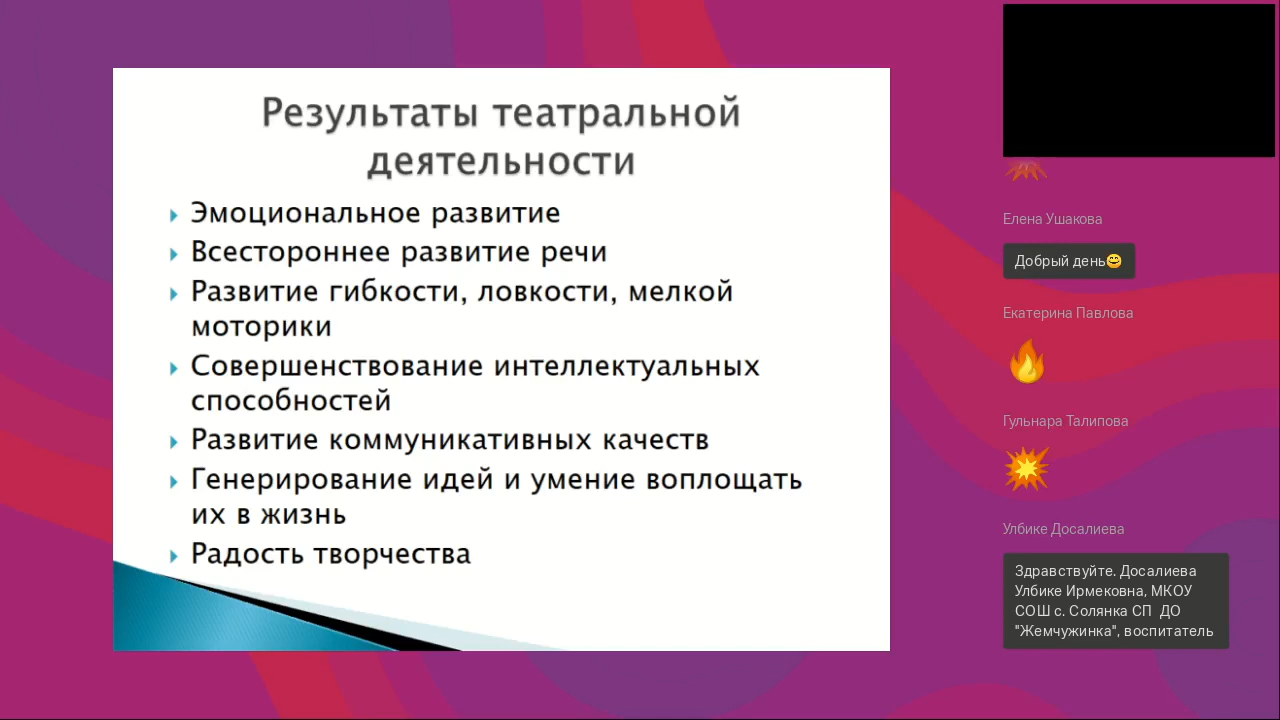 Результаты театральной
деятельности
Эмоциональное развитие
Всестороннее развитие речи
Развитие гибкости, ловкости, мелкой
моторики
Совершенствование интеллектуальных
способностей
Развитие коммуникативных качеств
Генерирование идей и умение воплощать
их в жизнь
Радость творчества
Елена Ушакова
Добрый день😊
Екатерина Павлова
Гульнара Талипова
Улбике Досалиева
Здравствуйте. Досалиева
Улбике Ирмековна, МКОУ
СОШ с. Солянка СП ДО
"Жемчужинка", воспитатель